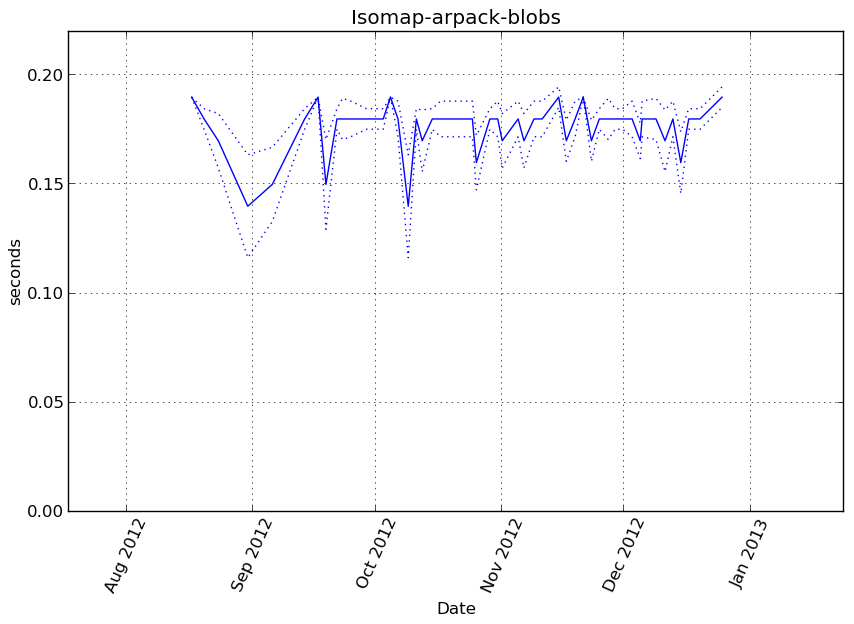 Isomap-arpack-blobs
0.20
0.15
0.10
0.05
0.00
seconds
Aug 2012
Sep 2012
Oct 2012
Nov 2012
Dec 2012
Jan 2013
Date